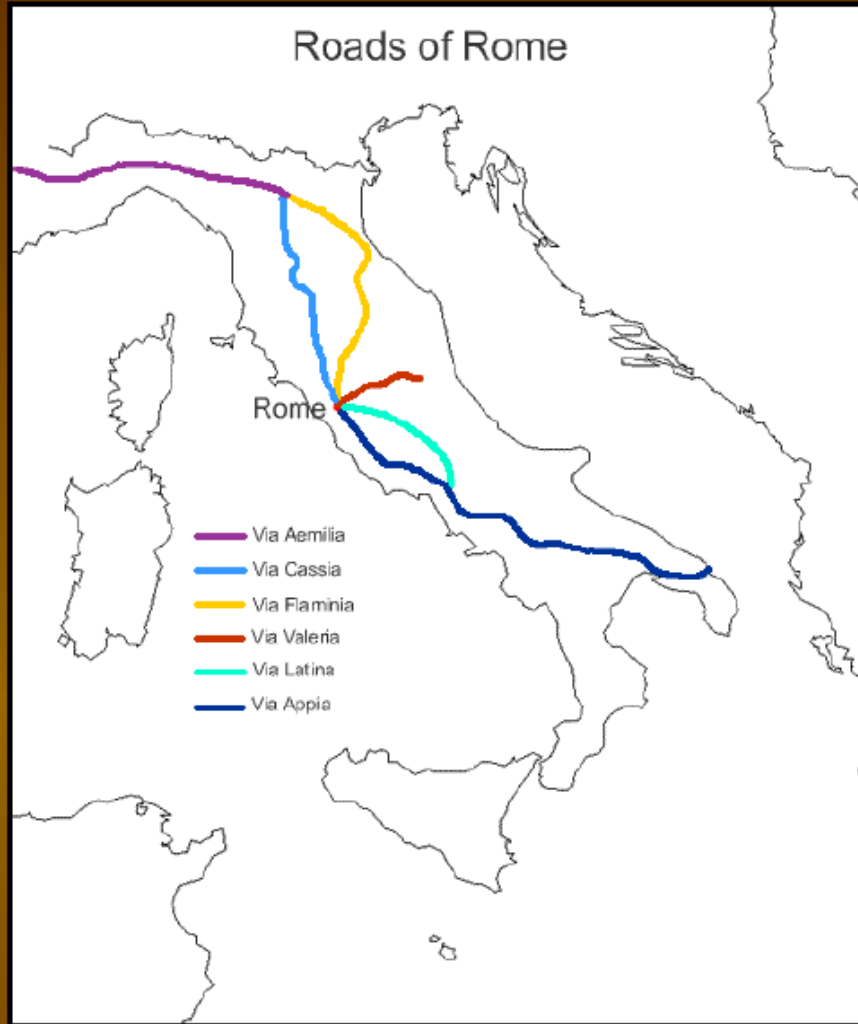 Roads of Rome
Rome
Via Aemilia
Via Cassia
Via Flaminia
Via Valeria
Via Latina
Via Appia